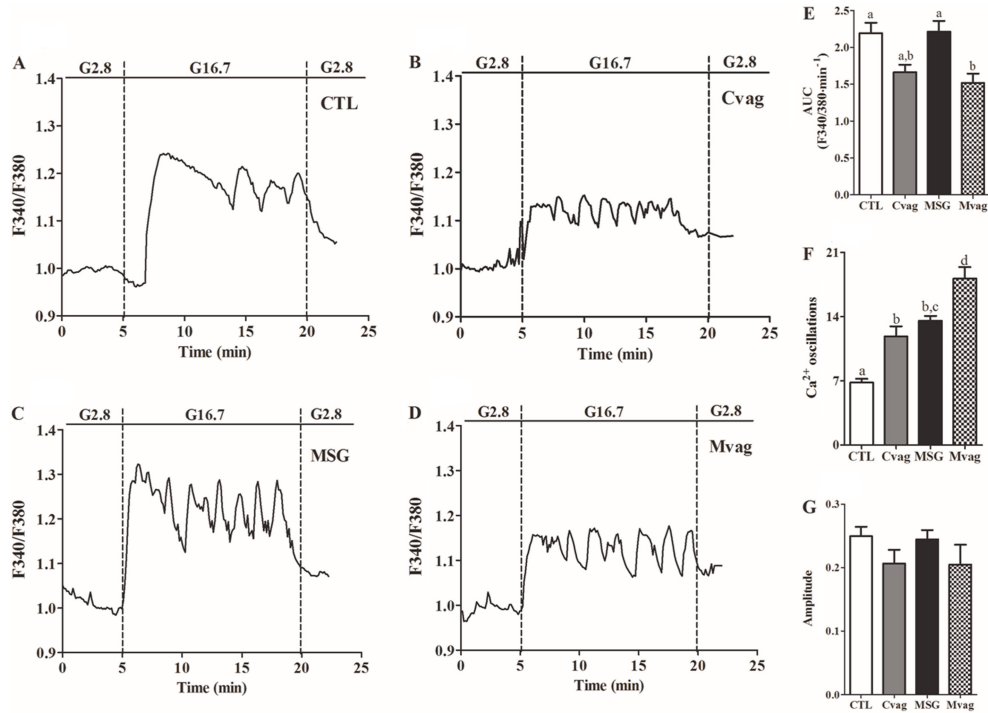 A
G2.8 G16.7 G2.8
CTL
1.4
1.3
1.2
1.1
1.0
0.9
F340/F380
0 5 10 15 20 25
Time (min)
B
G2.8 G16.7 G2.8
Cvag
1.4
1.3
1.2
1.1
1.0
0.9
F340/F380
0 5 10 15 20 25
Time (min)
C
G2.8 G16.7 G2.8
MSG
1.4
1.3
1.2
1.1
1.0
0.9
F340/F380
0 5 10 15 20 25
Time (min)
D
G2.8 G16.7 G2.8
Mvag
1.4
1.3
1.2
1.1
1.0
0.9
F340/F380
0 5 10 15 20 25
Time (min)
E
2.5
2.0
1.5
1.0
0.5
0.0
AUC
(F340/380-min⁻¹)
a a,b a b
CTL Cvag MSG Mvag
F
21
14
7
0
Ca²⁺ oscillations
a b b,c d
CTL Cvag MSG Mvag
G
0.3
0.2
0.1
0.0
Amplitude
CTL Cvag MSG Mvag